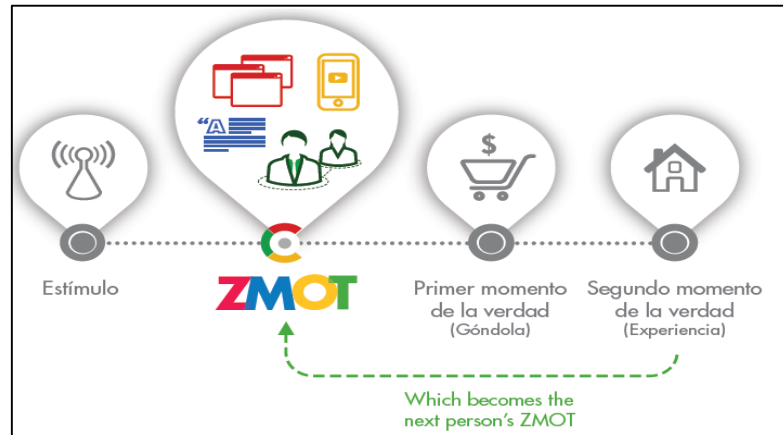 “A
$
Estímulo
ZMOT
Primer momento
de la verdad
(Góndola)
Segundo momento
de la verdad
(Experiencia)
Which becomes the
next person’s ZMOT